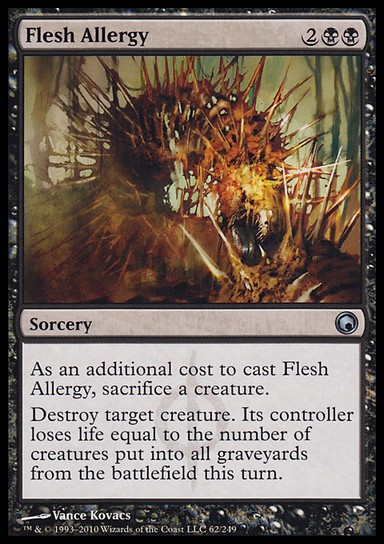 Flesh Allergy 2
Sorcery
As an additional cost to cast Flesh
Allergy, sacrifice a creature.
Destroy target creature. Its controller
loses life equal to the number of
creatures put into all graveyards
from the battlefield this turn.
Vance Kovacs
™ & © 1993–2010 Wizards of the Coast LLC 62/249